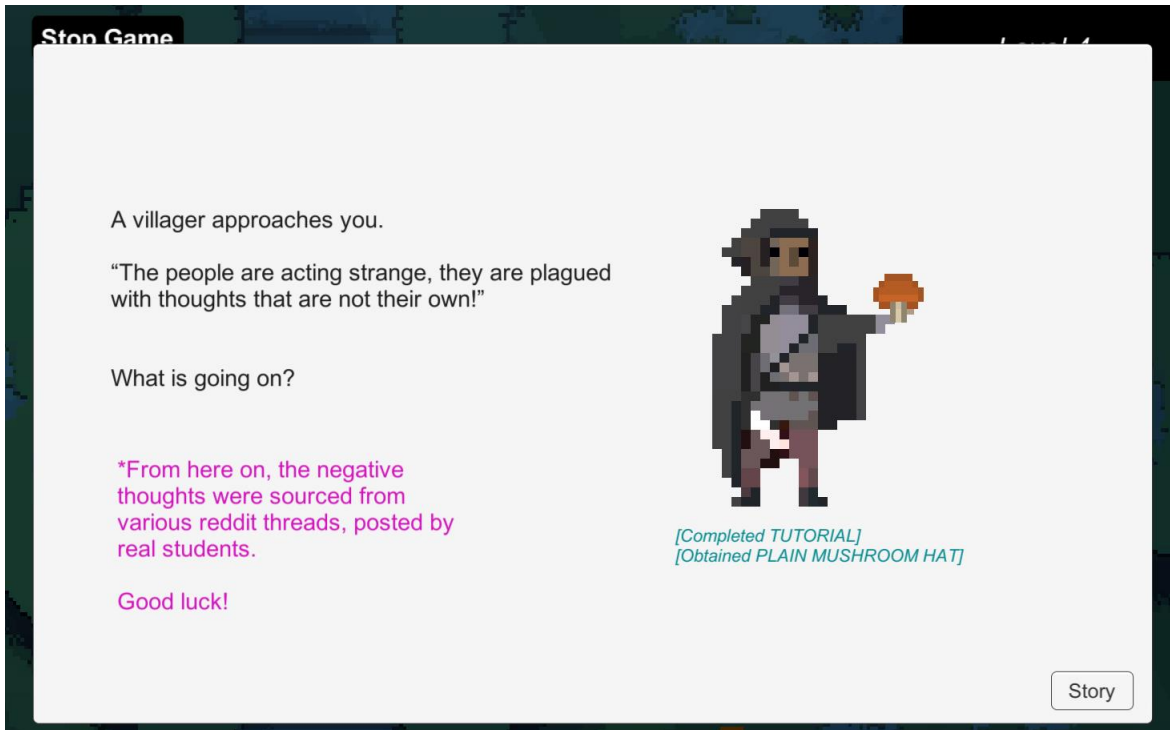 Stop Game
A villager approaches you.
“The people are acting strange, they are plagued
with thoughts that are not their own!”
What is going on?
*From here on, the negative
thoughts were sourced from
various reddit threads, posted by
real students.
Good luck!
[Completed TUTORIAL]
[Obtained PLAIN MUSHROOM HAT]
Story